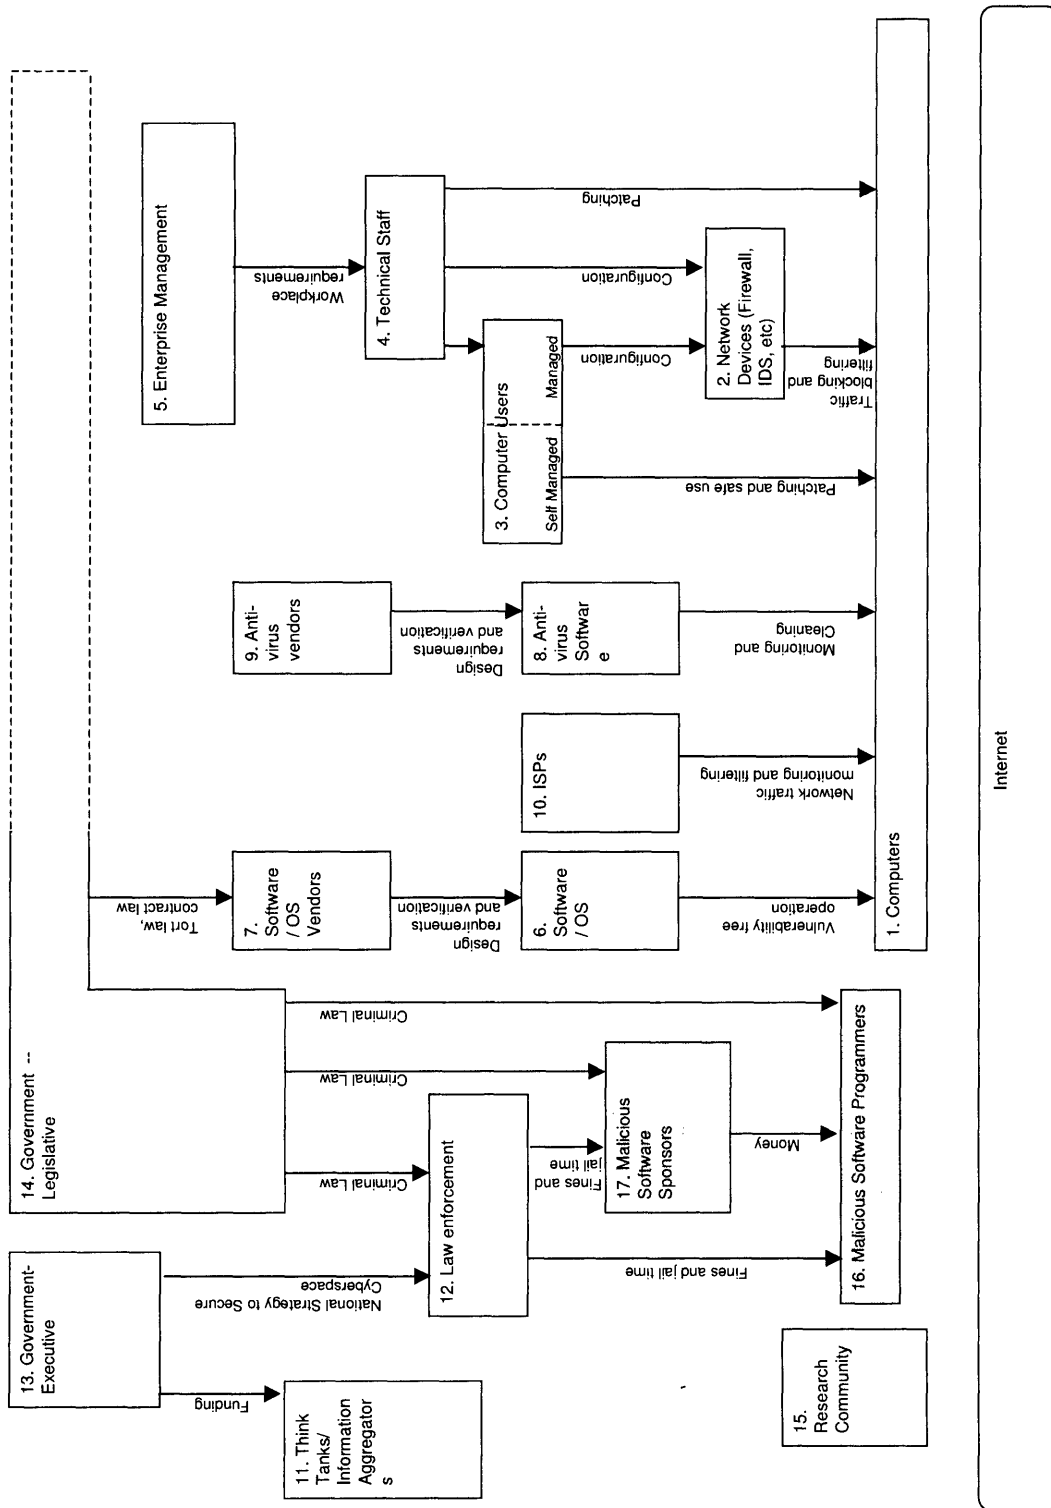 13. Government-
Executive
14. Government --
Legislative
Funding
National Strategy to Secure
Cyberspace
Criminal Law
Criminal Law
Criminal Law
Tort law,
contract law
5. Enterprise Management
11. Think
Tanks/
Information
Aggregator
s
12. Law enforcement
7.
Software
/ OS
Vendors
9. Anti-
virus
vendors
Workplace
requirements
4. Technical Staff
Design
requirements
and verification
Design
requirements
and verification
3. Computer Users
Self Managed
Managed
Fines and
jail time
Fines and jail time
17. Malicious
Software
Sponsors
6.
Software
/ OS
10. ISPs
8. Anti-
virus
Softwar
e
Configuration
Configuration
Patching
2. Network
Devices (Firewall,
IDS, etc)
Money
Vulnerability free
operation
Network traffic
monitoring and filtering
Monitoring and
Cleaning
Patching and safe use
Traffic
blocking and
filtering
15.
Research
Community
16. Malicious Software Programmers
1. Computers
Internet